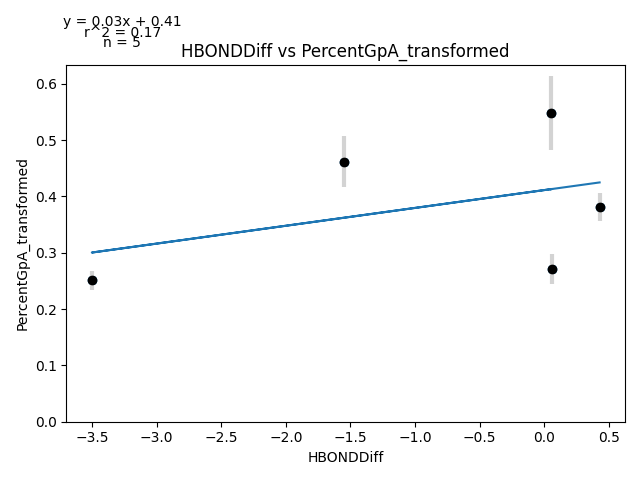 y = 0.03x + 0.41
r^2 = 0.17
n = 5
HBONDDiff vs PercentGpA_transformed
PercentGpA_transformed
0.6
0.5
0.4
0.3
0.2
0.1
0.0
−3.5 −3.0 −2.5 −2.0 −1.5 −1.0 −0.5 0.0 0.5
HBONDDiff